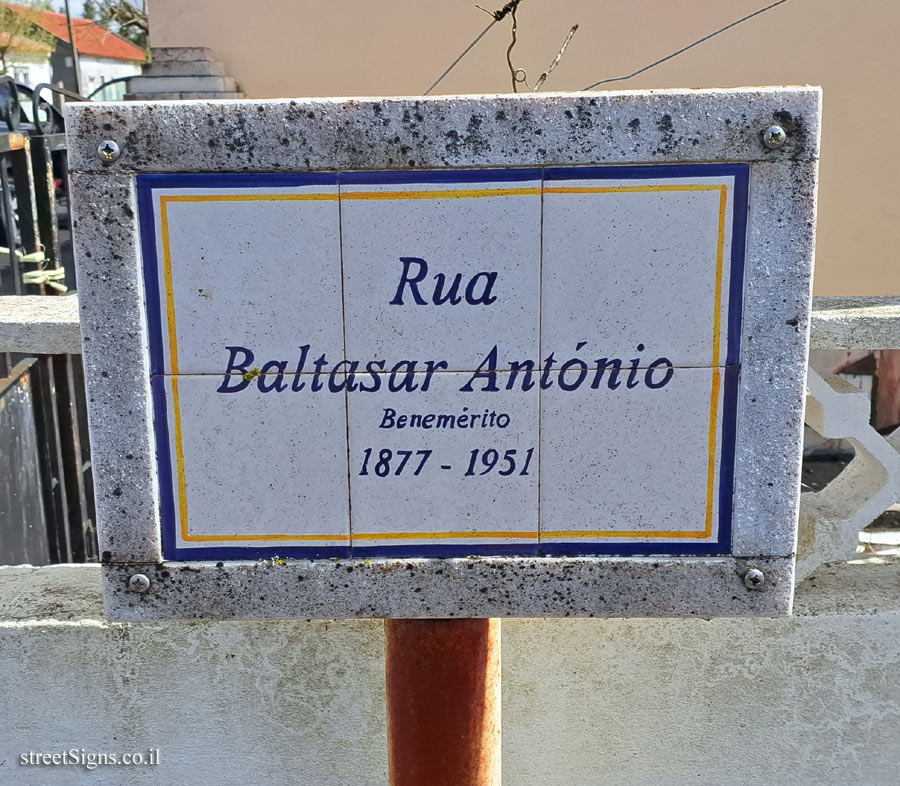 Rua
Baltasar António
Benemérito
1877 - 1951
streetSigns.co.il